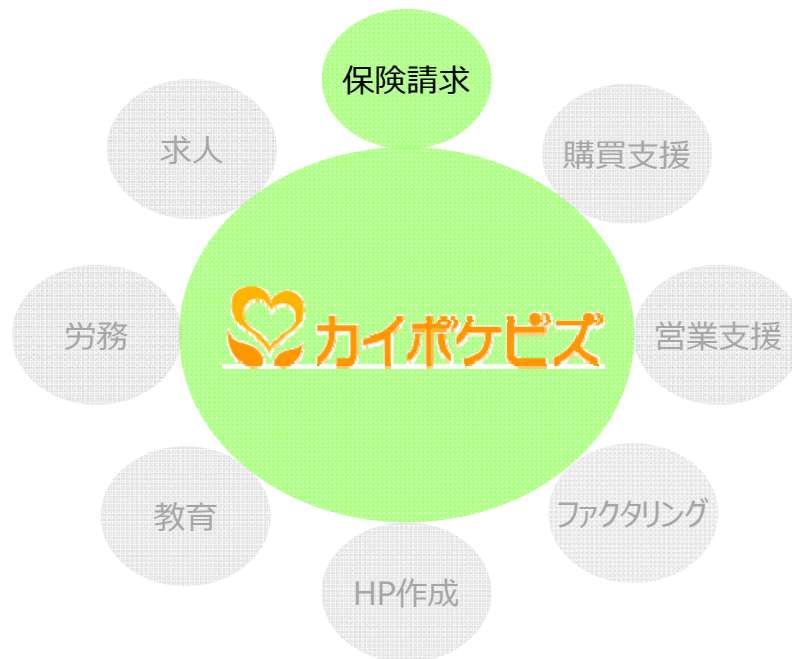 保険請求
求人
購買支援
カイポケビズ
労務
営業支援
教育
ファクタリング
HP作成